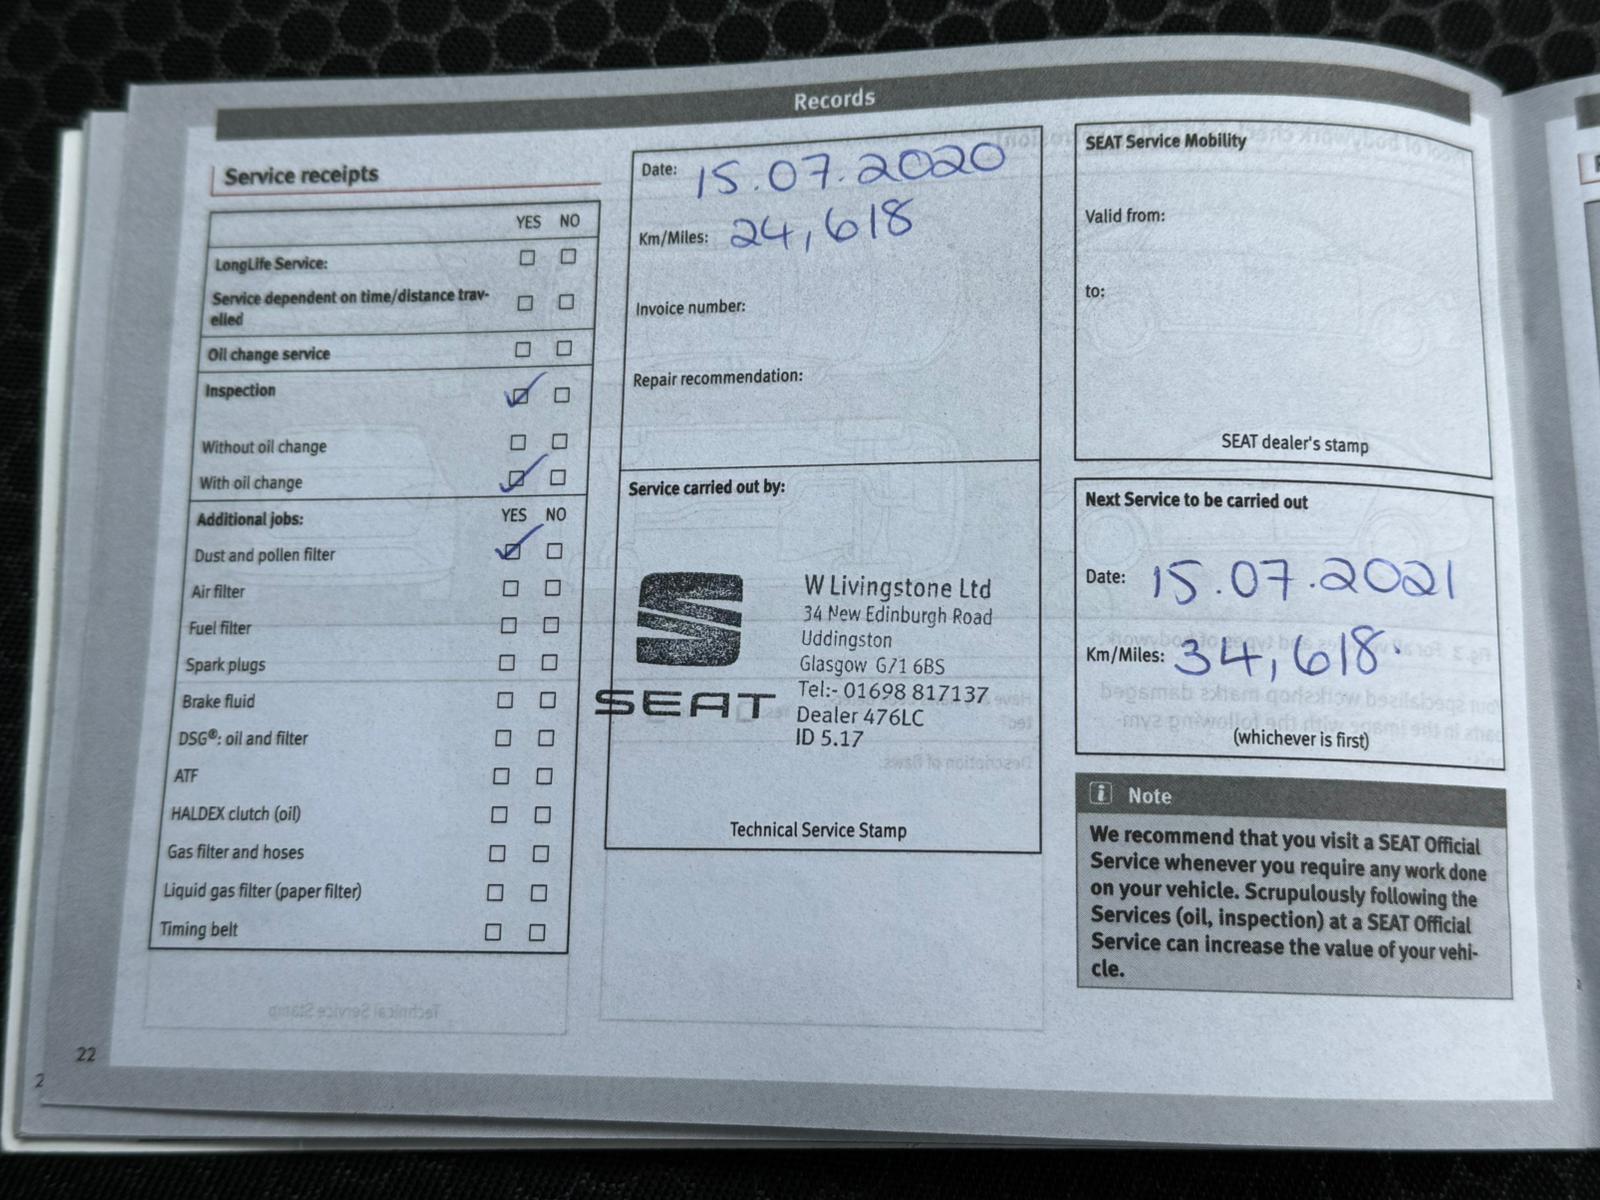 Records
Service receipts
YES NO
LongLife Service:
Service dependent on time/distance trav-
elled
Oil change service
Inspection
Without oil change
With oil change
Additional jobs: YES NO
Dust and pollen filter
Air filter
Fuel filter
Spark plugs
Brake fluid
DSG®: oil and filter
ATF
HALDEX clutch (oil)
Gas filter and hoses
Liquid gas filter (paper filter)
Timing belt
Date: 15.07.2020
Km/Miles: 24,618
Invoice number:
Repair recommendation:
Service carried out by:
SEAT
W Livingstone Ltd
34 New Edinburgh Road
Uddingston
Glasgow G71 6BS
Tel:- 01698 817137
Dealer 476LC
ID 5.17
Technical Service Stamp
SEAT Service Mobility
Valid from:
to:
SEAT dealer's stamp
Next Service to be carried out
Date: 15.07.2021
Km/Miles: 34,618
(whichever is first)
i Note
We recommend that you visit a SEAT Official
Service whenever you require any work done
on your vehicle. Scrupulously following the
Services (oil, inspection) at a SEAT Official
Service can increase the value of your vehi-
cle.
22
2